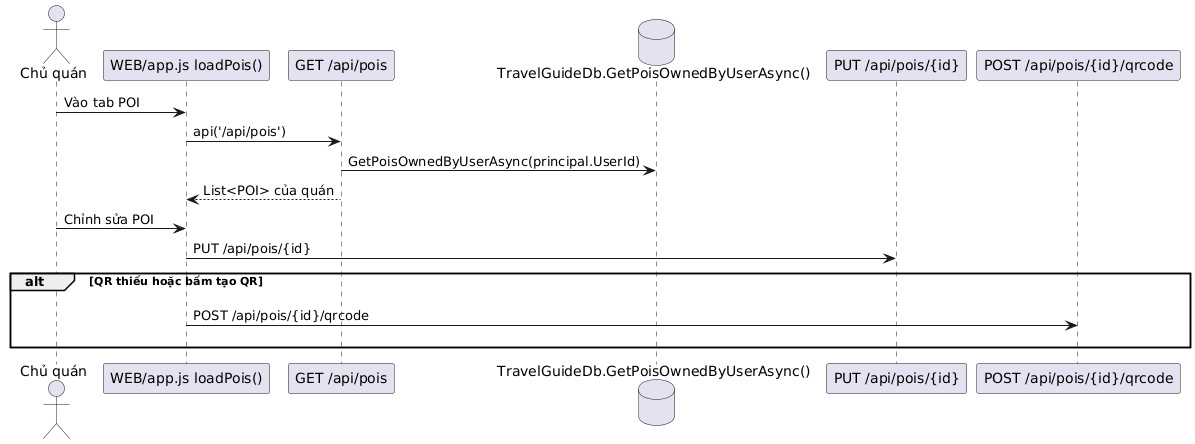 Chủ quán
WEB/app.js loadPois()
GET /api/pois
TravelGuideDb.GetPoisOwnedByUserAsync()
PUT /api/pois/{id}
POST /api/pois/{id}/qrcode
Vào tab POI
api('/api/pois')
GetPoisOwnedByUserAsync(principal.UserId)
List<POI> của quán
Chỉnh sửa POI
PUT /api/pois/{id}
alt [QR thiếu hoặc bấm tạo QR]
POST /api/pois/{id}/qrcode
Chủ quán
WEB/app.js loadPois()
GET /api/pois
TravelGuideDb.GetPoisOwnedByUserAsync()
PUT /api/pois/{id}
POST /api/pois/{id}/qrcode